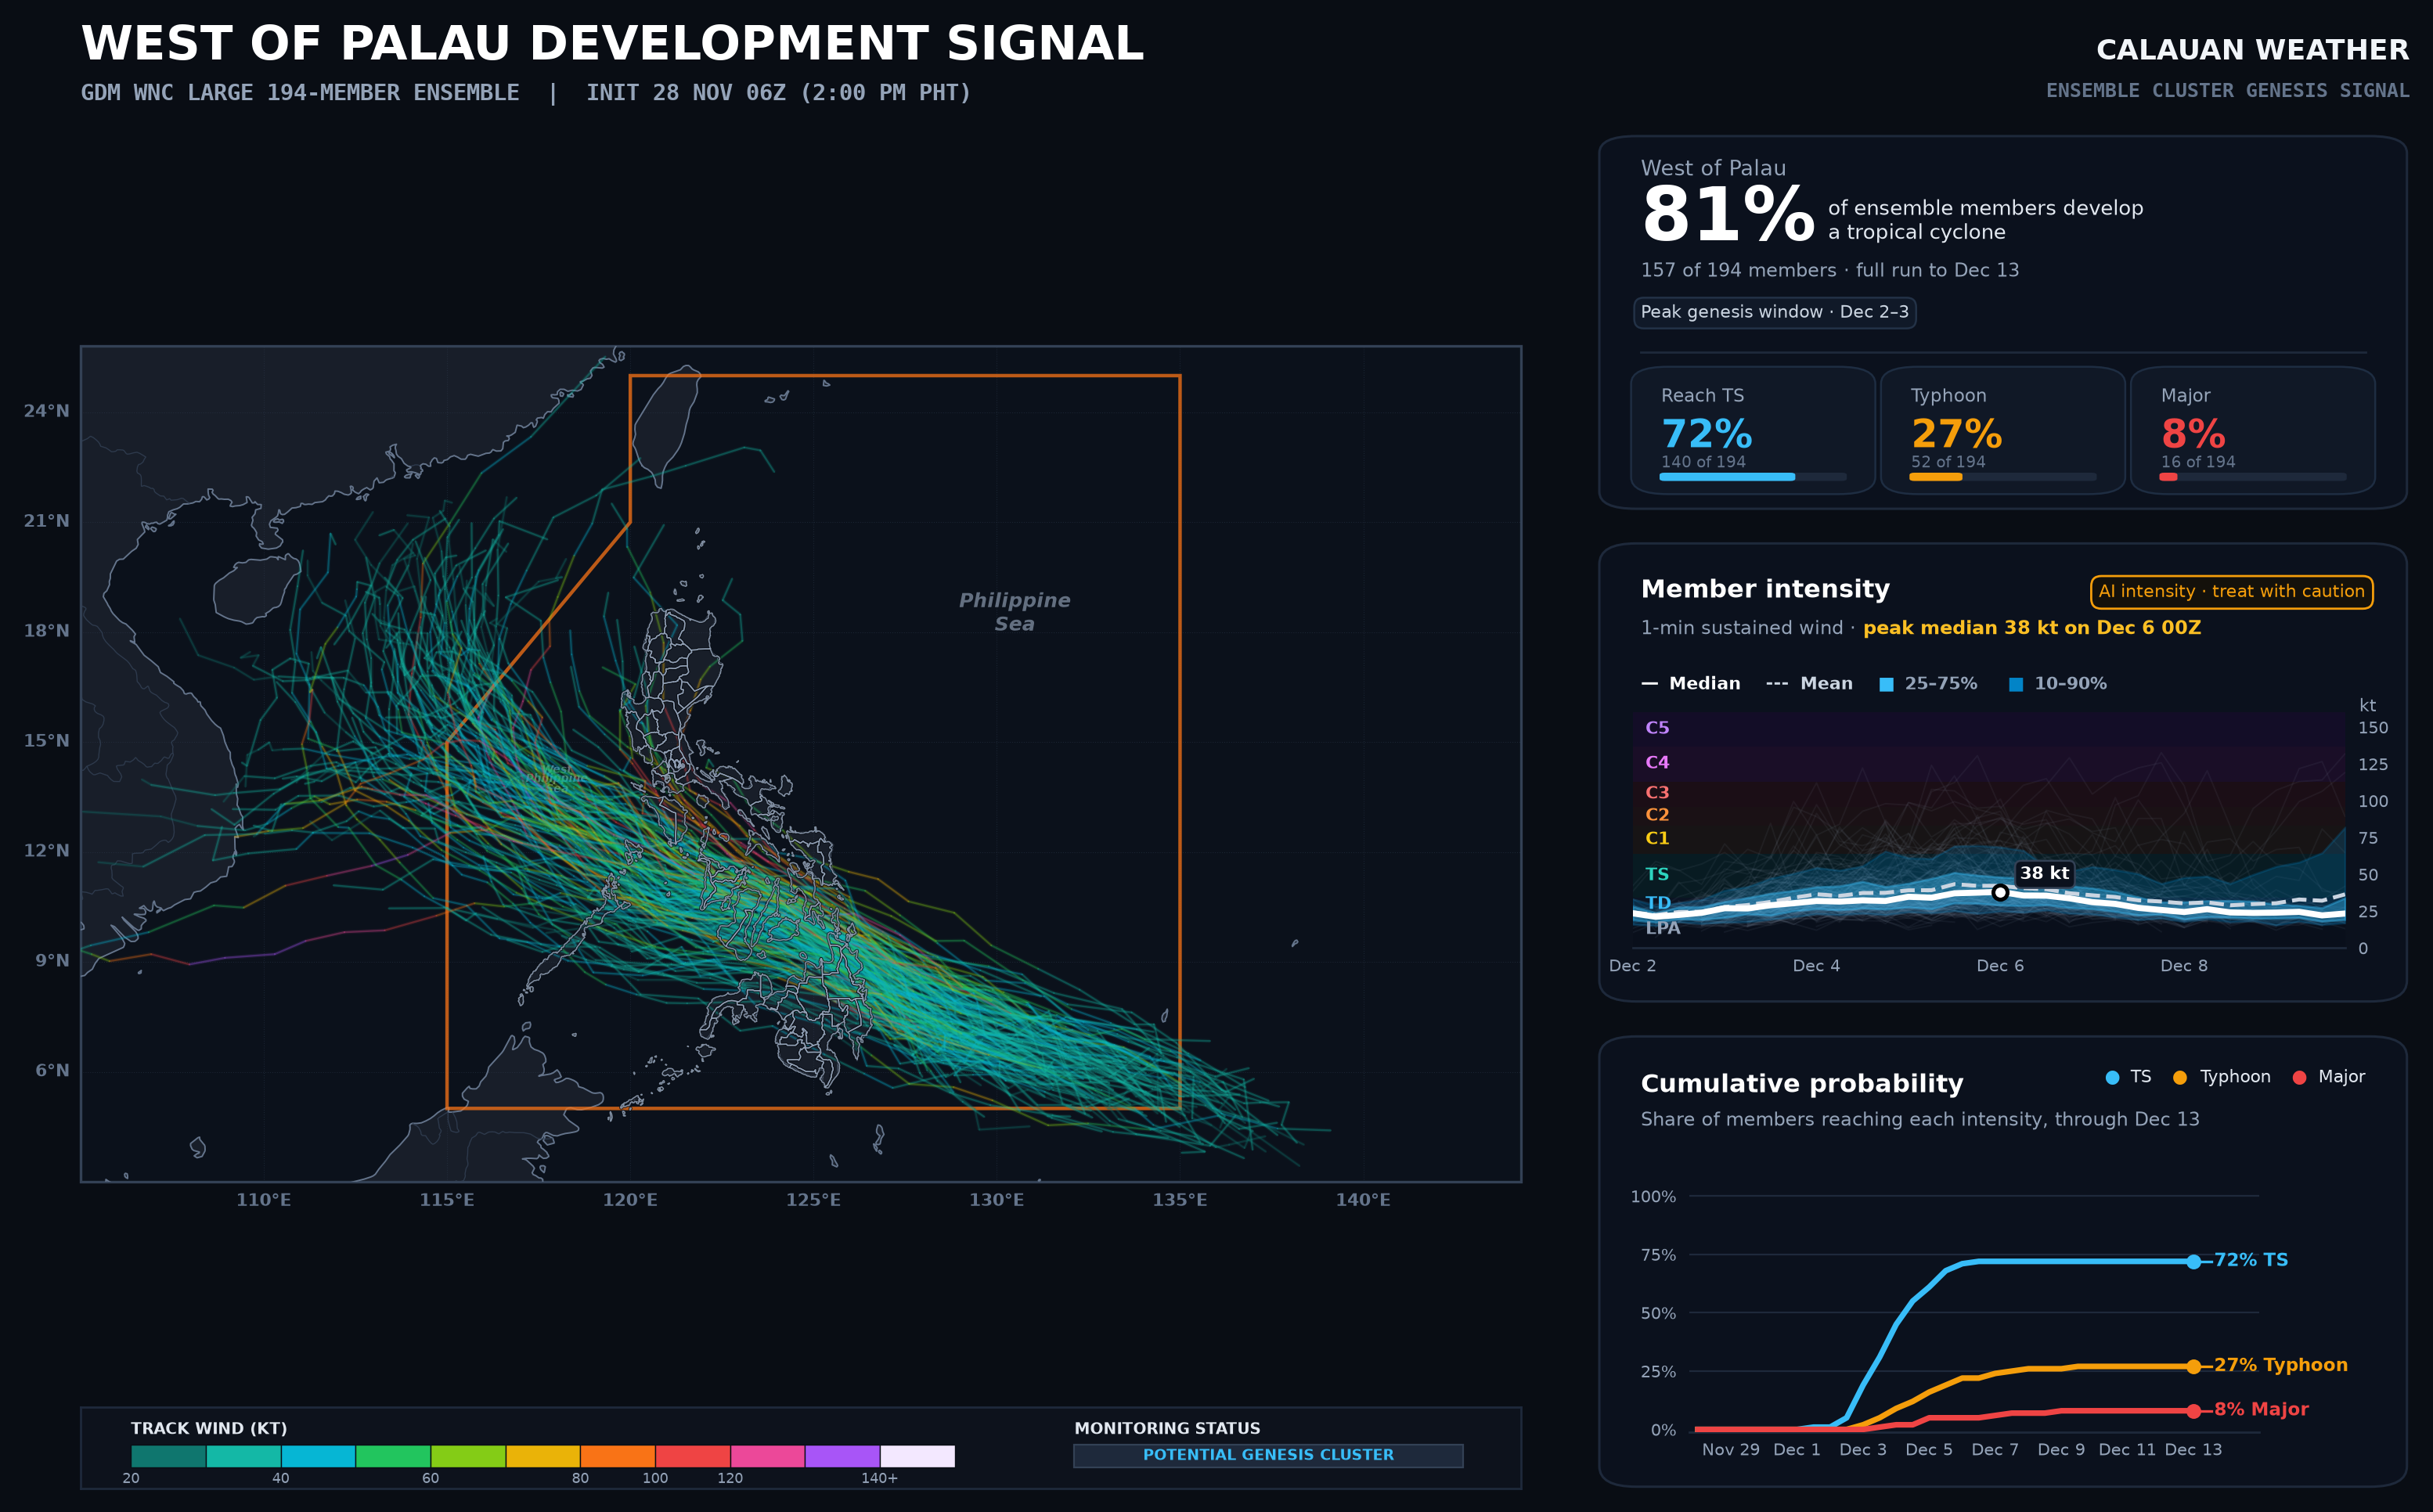 WEST OF PALAU DEVELOPMENT SIGNAL
GDM WNC LARGE 194-MEMBER ENSEMBLE | INIT 28 NOV 06Z (2:00 PM PHT)
CALAUAN WEATHER
ENSEMBLE CLUSTER GENESIS SIGNAL
24°N
21°N
18°N
15°N
12°N
9°N
6°N
110°E
115°E
120°E
125°E
130°E
135°E
140°E
Philippine
Sea
West
Philippine
Sea
TRACK WIND (KT)
20
40
60
80
100
120
140+
MONITORING STATUS
POTENTIAL GENESIS CLUSTER
West of Palau
81%
of ensemble members develop
a tropical cyclone
157 of 194 members · full run to Dec 13
Peak genesis window · Dec 2–3
Reach TS
72%
140 of 194
Typhoon
27%
52 of 194
Major
8%
16 of 194
Member intensity
AI intensity · treat with caution
1-min sustained wind · peak median 38 kt on Dec 6 00Z
Median
Mean
25–75%
10–90%
kt
150
125
100
75
50
25
0
C5
C4
C3
C2
C1
TS
TD
LPA
38 kt
Dec 2
Dec 4
Dec 6
Dec 8
Cumulative probability
TS
Typhoon
Major
Share of members reaching each intensity, through Dec 13
100%
75%
50%
25%
0%
72% TS
27% Typhoon
8% Major
Nov 29
Dec 1
Dec 3
Dec 5
Dec 7
Dec 9
Dec 11
Dec 13